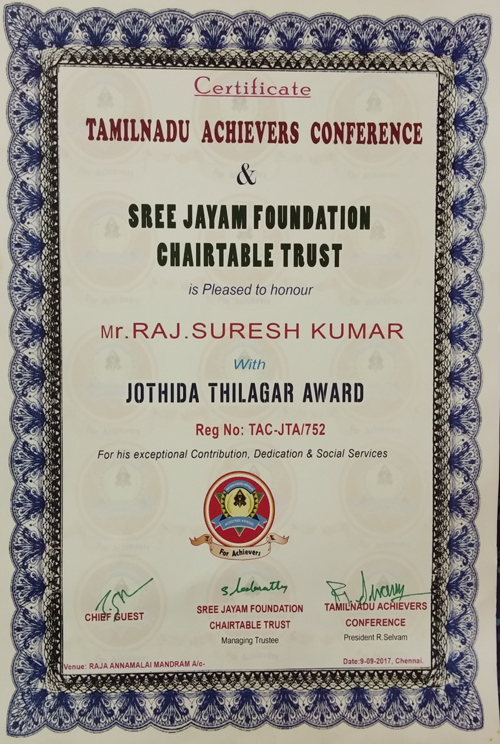 Certificate
TAMILNADU ACHIEVERS CONFERENCE
&
SREE JAYAM FOUNDATION
CHAIRTABLE TRUST
is Pleased to honour
Mr.RAJ.SURESH KUMAR
With
JOTHIDA THILAGAR AWARD
Reg No: TAC-JTA/752
For his exceptional Contribution, Dedication & Social Services
For Achievers
CHIEF GUEST
SREE JAYAM FOUNDATION
CHAIRTABLE TRUST
Managing Trustee
TAMILNADU ACHIEVERS
CONFERENCE
President R.Selvam
Venue: RAJA ANNAMALAI MANDRAM A/c-
Date:9-09-2017, Chennai.